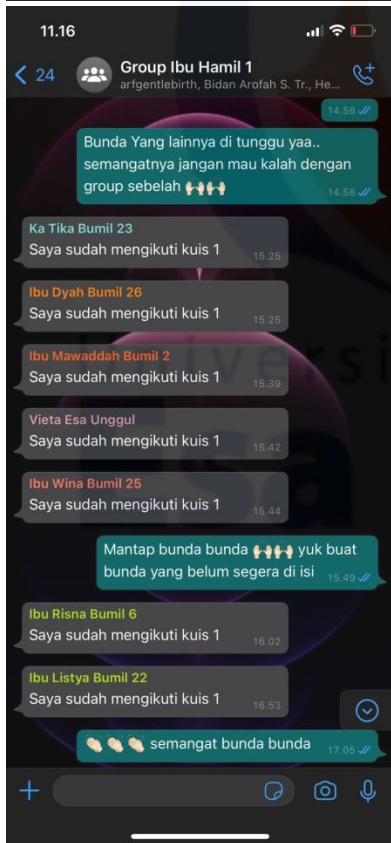 11.16
24
Group Ibu Hamil 1
arfgentlebirth, Bidan Arofah S. Tr., He...
14.58
Bunda Yang lainnya di tunggu yaa..
semangatnya jangan mau kalah dengan
group sebelah 🙌🏻🙌🏻
14.58
Ka Tika Bumil 23
Saya sudah mengikuti kuis 1
15.25
Ibu Dyah Bumil 26
Saya sudah mengikuti kuis 1
15.25
Ibu Mawaddah Bumil 2
Saya sudah mengikuti kuis 1
15.39
Vieta Esa Unggul
Saya sudah mengikuti kuis 1
15.42
Ibu Wina Bumil 25
Saya sudah mengikuti kuis 1
15.44
Mantap bunda bunda 🙌🏻🙌🏻 yuk buat
bunda yang belum segera di isi
15.49
Ibu Risna Bumil 6
Saya sudah mengikuti kuis 1
16.02
Ibu Listya Bumil 22
Saya sudah mengikuti kuis 1
16.53
👏🏻👏🏻👏🏻 semangat bunda bunda
17.05
Universi
Esa